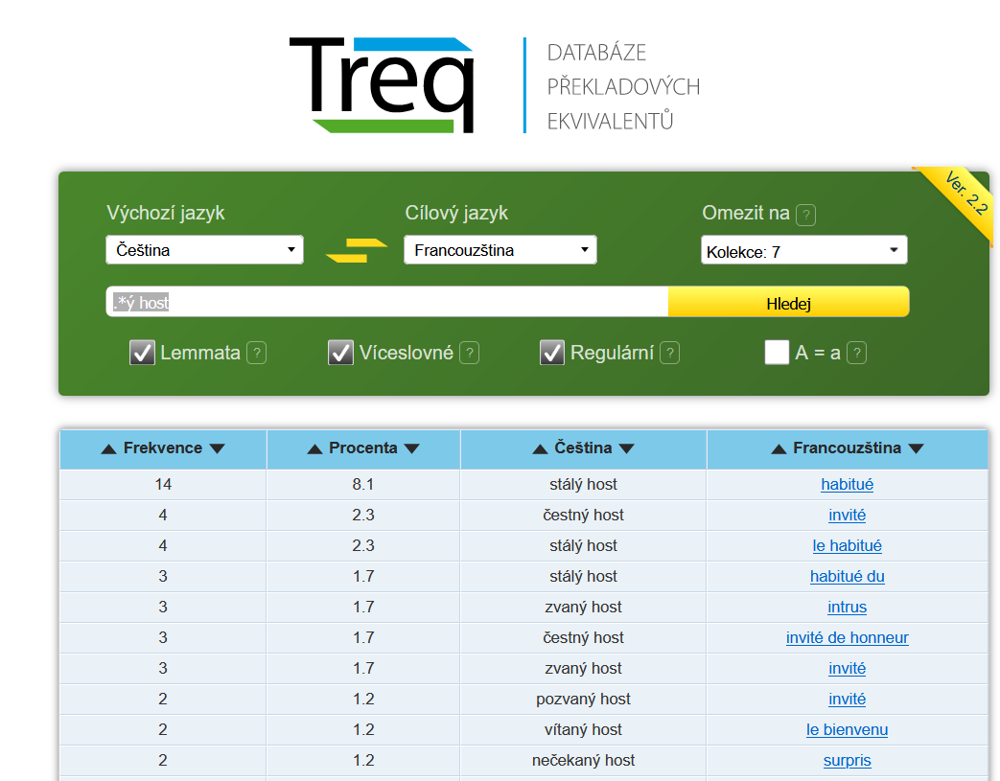 Treq
DATABÁZE
PŘEKLADOVÝCH
EKVIVALENTŮ
Ver. 2.2
Výchozí jazyk Cílový jazyk Omezit na ?
Čeština Francouzština Kolekce: 7
.*ý host Hledej
Lemmata ? Víceslovné ? Regulární ? A = a ?
Frekvence Procenta Čeština Francouzština
14 8.1 stálý host habitué
4 2.3 čestný host invité
4 2.3 stálý host le habitué
3 1.7 stálý host habitué du
3 1.7 zvaný host intrus
3 1.7 čestný host invité de honneur
3 1.7 zvaný host invité
2 1.2 pozvaný host invité
2 1.2 vítaný host le bienvenu
2 1.2 nečekaný host surpris